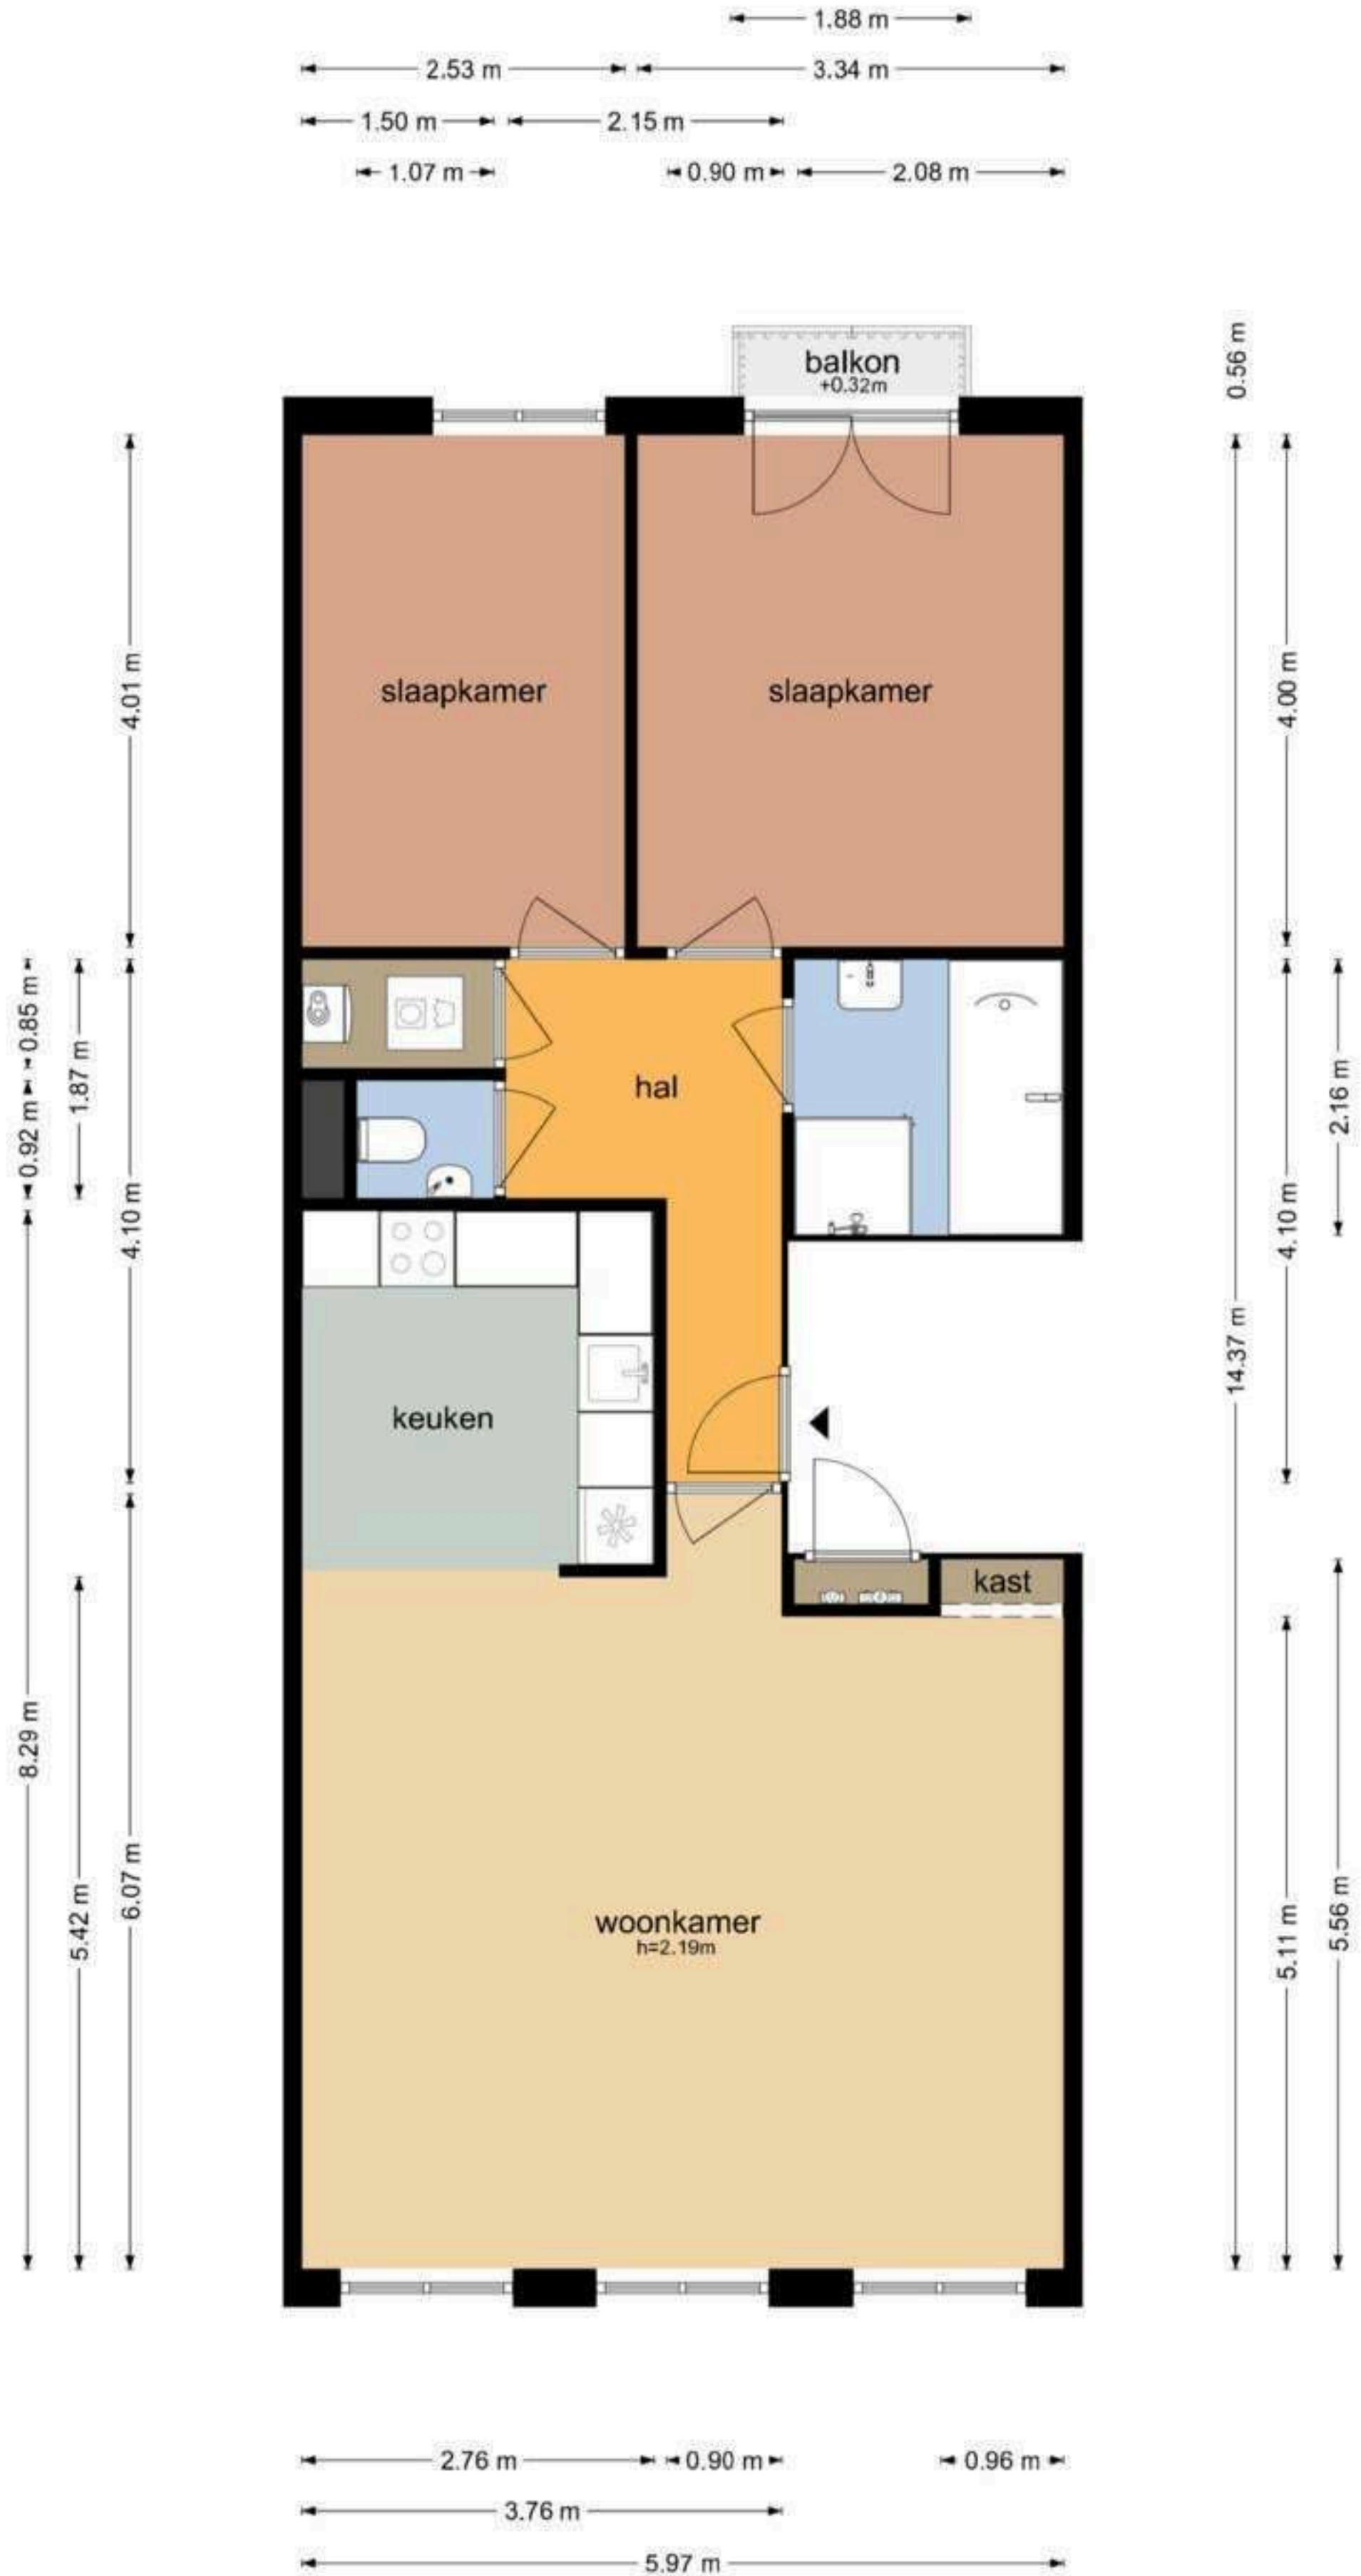 1.88 m
2.53 m
3.34 m
1.50 m
2.15 m
1.07 m
0.90 m
2.08 m
0.56 m
balkon
+0.32m
4.01 m
slaapkamer
slaapkamer
4.00 m
0.85 m
1.87 m
0.92 m
4.10 m
hal
2.16 m
4.10 m
14.37 m
keuken
kast
8.29 m
5.42 m
6.07 m
woonkamer
h=2.19m
5.11 m
5.56 m
2.76 m
0.90 m
0.96 m
3.76 m
5.97 m